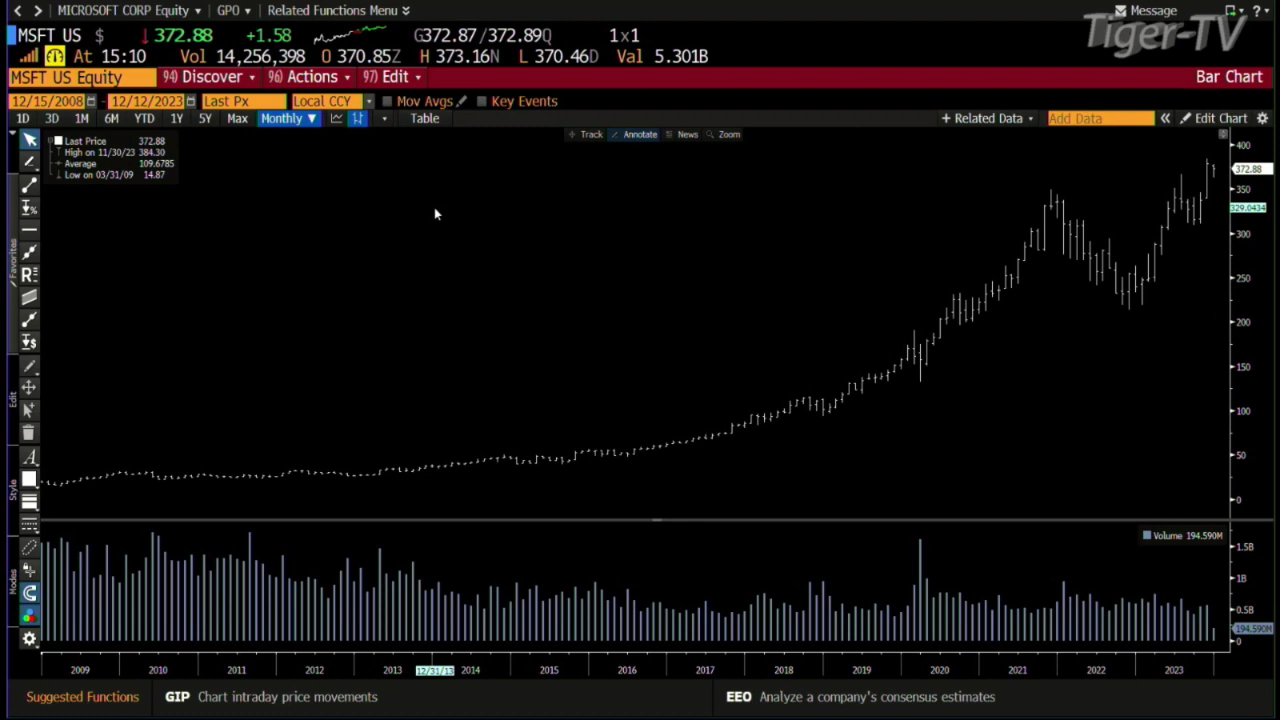 MICROSOFT CORP Equity GPO Related Functions Menu Message
Tiger-TV
MSFT US $ 372.88 +1.58 G372.87/372.89Q 1x1
At 15:10 Vol 14,256,398 O 370.85Z H 373.16N L 370.46D Val 5.301B
MSFT US Equity 94) Discover 96) Actions 97) Edit Bar Chart
12/15/2008 - 12/12/2023 Last Px Local CCY Mov Avgs Key Events
1D 3D 1M 6M YTD 1Y 5Y Max Monthly ▼ Table + Related Data Add Data « Edit Chart
Track Annotate News Zoom
Last Price 372.88
High on 11/30/23 384.30
Average 109.6785
Low on 03/31/09 14.87
400
372.88
350
329.0434
300
250
200
150
100
50
0
Favorites
Edit
Style
Modes
Volume 194.590M
1.5B
1B
0.5B
194.590M
0
2009 2010 2011 2012 2013 12/31/13 2014 2015 2016 2017 2018 2019 2020 2021 2022 2023
Suggested Functions GIP Chart intraday price movements EEO Analyze a company's consensus estimates